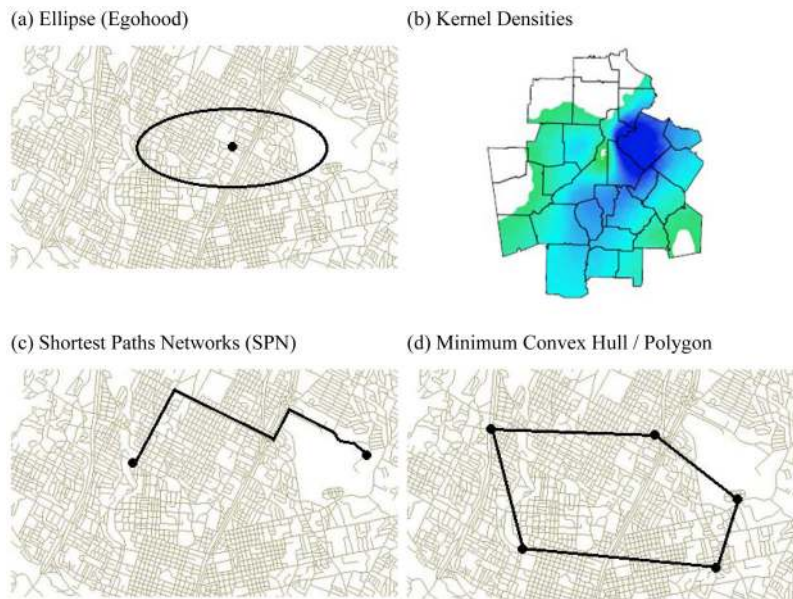 (a) Ellipse (Egohood)
(b) Kernel Densities
(c) Shortest Paths Networks (SPN)
(d) Minimum Convex Hull / Polygon